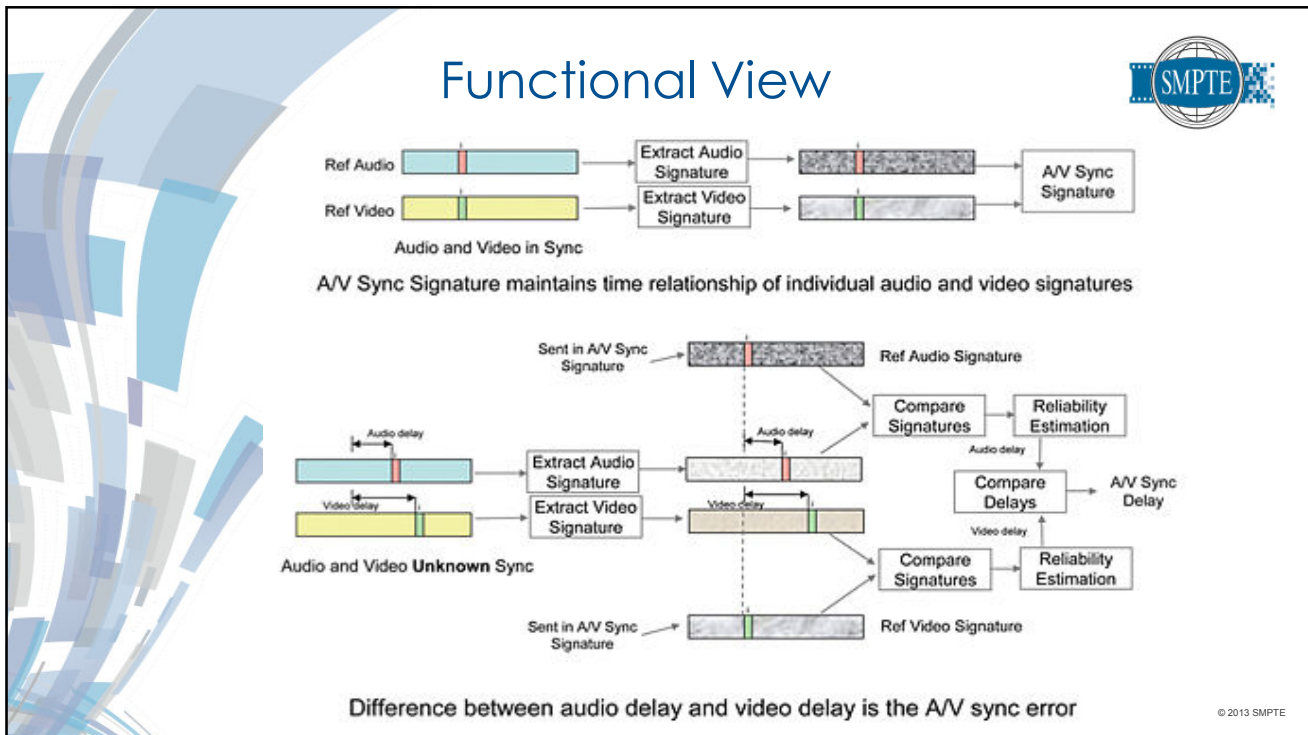 Functional View
SMPTE
Ref Audio
Extract Audio
Signature
A/V Sync
Signature
Ref Video
Extract Video
Signature
Audio and Video in Sync
A/V Sync Signature maintains time relationship of individual audio and video signatures
Sent in A/V Sync
Signature
Ref Audio Signature
Compare
Signatures
Reliability
Estimation
Audio delay
Audio delay
Extract Audio
Signature
Audio delay
Compare
Delays
A/V Sync
Delay
Video delay
Extract Video
Signature
Video delay
Video delay
Audio and Video Unknown Sync
Compare
Signatures
Reliability
Estimation
Sent in A/V Sync
Signature
Ref Video Signature
Difference between audio delay and video delay is the A/V sync error
© 2013 SMPTE